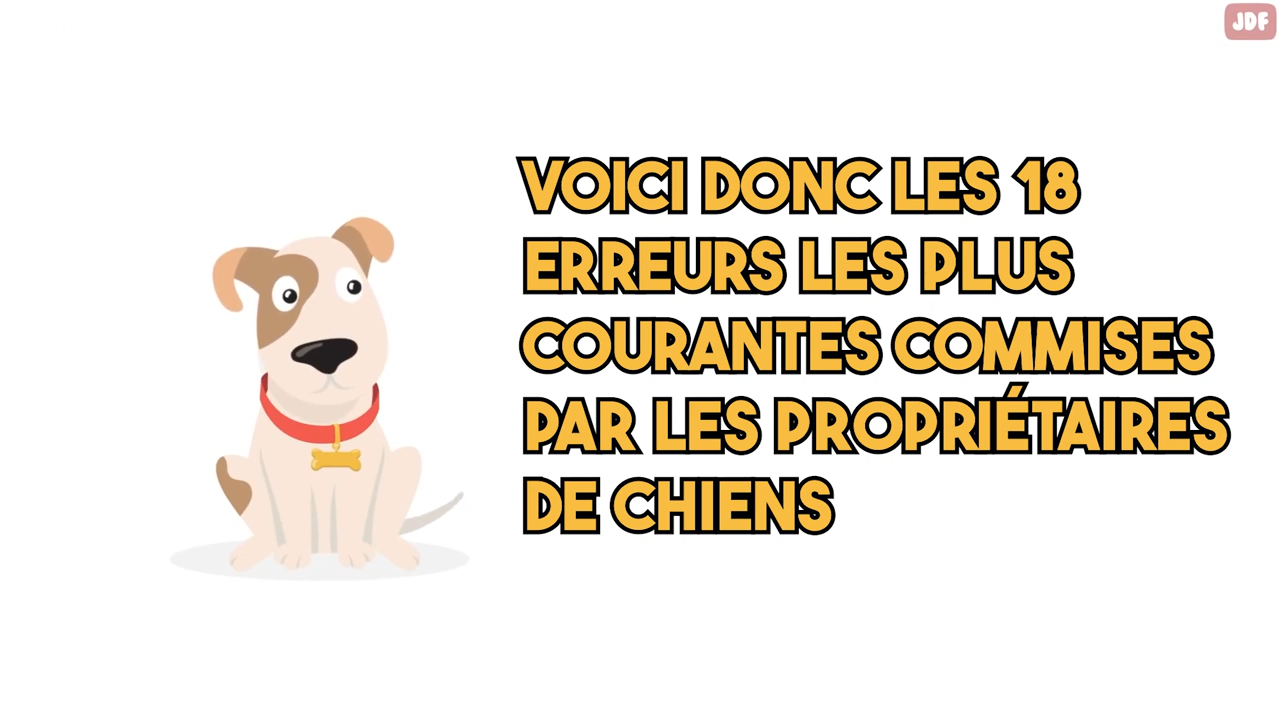 JDF
VOICI DONC LES 18
ERREURS LES PLUS
COURANTES COMMISES
PAR LES PROPRIÉTAIRES
DE CHIENS